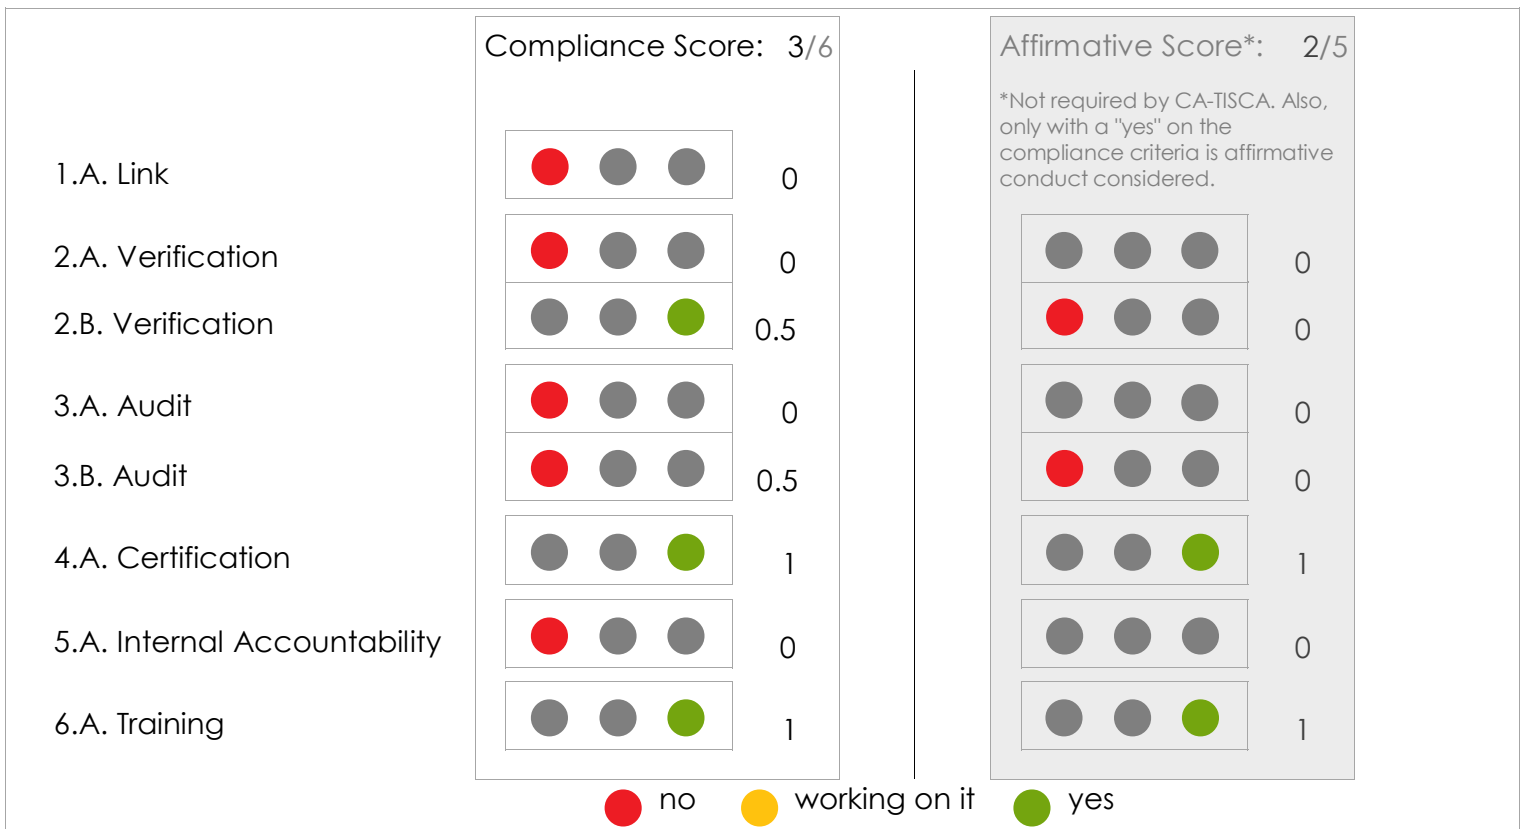 Compliance Score: 3/6
Affirmative Score*: 2/5
*Not required by CA-TISCA. Also,
only with a "yes" on the
compliance criteria is affirmative
conduct considered.
1.A. Link 0
2.A. Verification 0 0
2.B. Verification 0.5 0
3.A. Audit 0 0
3.B. Audit 0.5 0
4.A. Certification 1 1
5.A. Internal Accountability 0 0
6.A. Training 1 1
no working on it yes